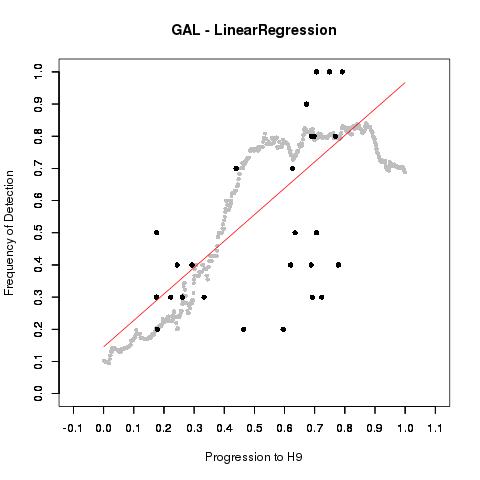 GAL - LinearRegression
Frequency of Detection
1.0
0.9
0.8
0.7
0.6
0.5
0.4
0.3
0.2
0.1
0.0
-0.1 0.0 0.1 0.2 0.3 0.4 0.5 0.6 0.7 0.8 0.9 1.0 1.1
Progression to H9